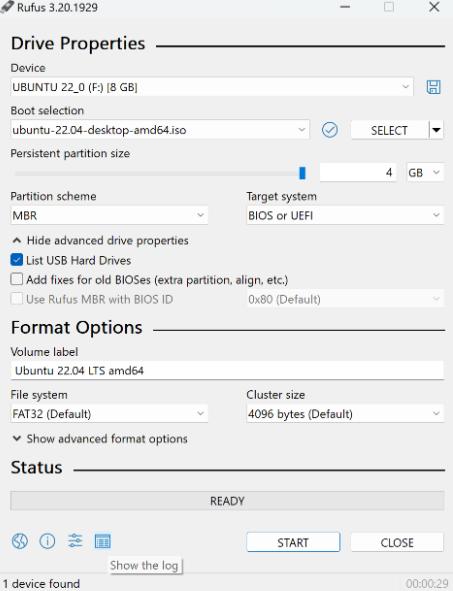 Rufus 3.20.1929
Drive Properties
Device
UBUNTU 22_0 (F:) [8 GB]
Boot selection
ubuntu-22.04-desktop-amd64.iso
SELECT
Persistent partition size
4
GB
Partition scheme
Target system
MBR
BIOS or UEFI
Hide advanced drive properties
List USB Hard Drives
Add fixes for old BIOSes (extra partition, align, etc.)
Use Rufus MBR with BIOS ID
0x80 (Default)
Format Options
Volume label
Ubuntu 22.04 LTS amd64
File system
Cluster size
FAT32 (Default)
4096 bytes (Default)
Show advanced format options
Status
READY
START
CLOSE
Show the log
1 device found
00:00:29